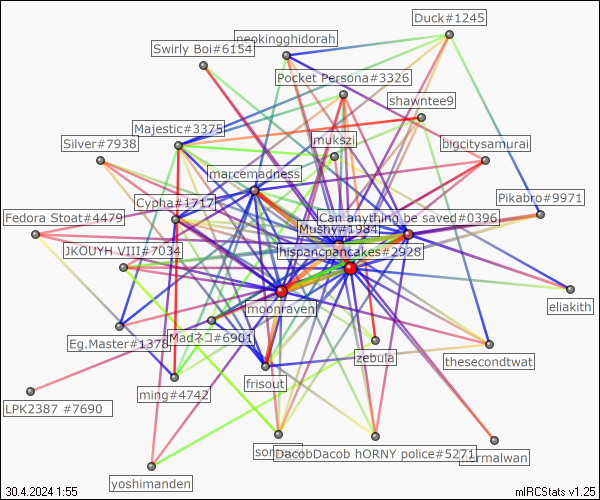 Duck#1245
neokingghidorah
Swirly Boi#6154
Pocket Persona#3326
shawntee9
Majestic#3375
mukszi
Silver#7938
bigcitysamurai
marcemadness
Cypha#1717
Pikabro#9971
Fedora Stoat#4479
Can anything be saved#0396
Mushy#1984
JKOUYH VIII#7034
hispancpancakes#2928
eliakith
moonraven
Eg.Master#1378
Madネコ#6901
zebula
thesecondtwat
frisout
ming#4742
LPK2387 #7690
DacobDacob hORNY police#5271
yoshimanden
30.4.2024 1:55
mIRCStats v1.25